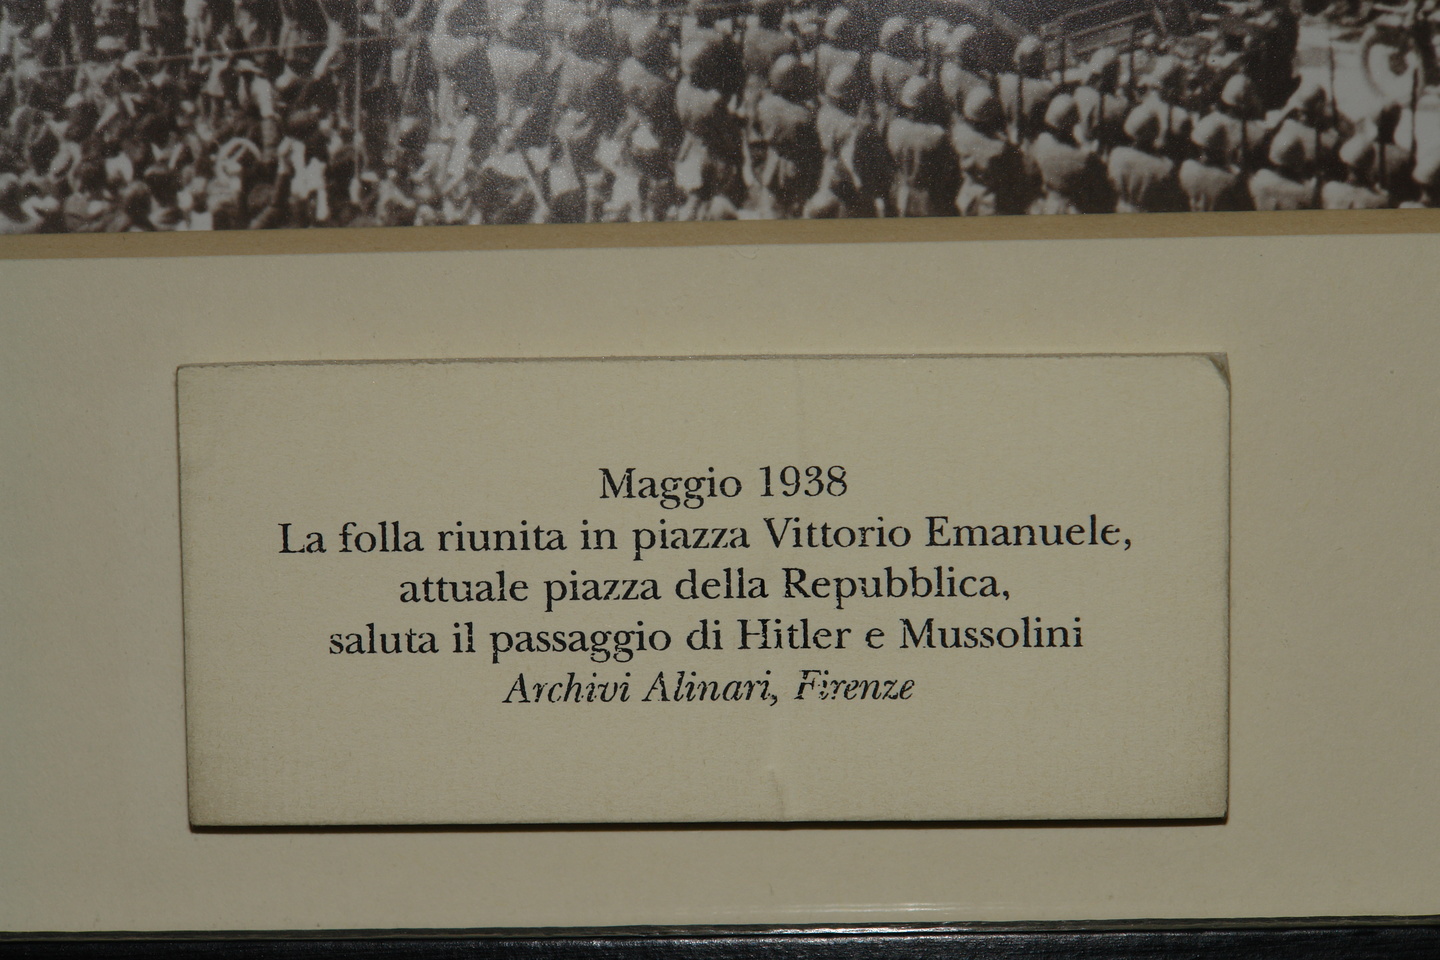 Maggio 1938
La folla riunita in piazza Vittorio Emanuele,
attuale piazza della Repubblica,
saluta il passaggio di Hitler e Mussolini
Archivi Alinari, Firenze